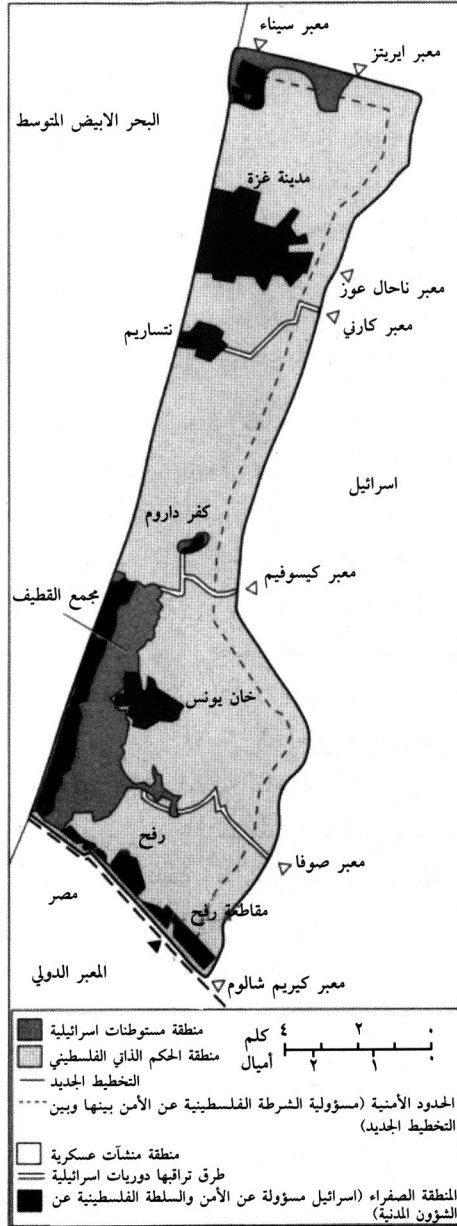 معبر سيناء
معبر ايريتز
البحر الابيض المتوسط
مدينة غزة
معبر ناحال عوز
معبر كارني
نتساريم
اسرائيل
كفر داروم
معبر كيسوفيم
مجمع القطيف
خان يونس
رفح
معبر صوفا
مصر
مقاطعة رفح
المعبر الدولي
معبر كيريم شالوم
منطقة مستوطنات اسرائيلية
منطقة الحكم الذاتي الفلسطيني
التخطيط الجديد
كلم ٤ ٢ ٠
أميال ٢ ١ ٠
الحدود الأمنية (مسؤولية الشرطة الفلسطينية عن الأمن بينها وبين
التخطيط الجديد)
منطقة منشآت عسكرية
طرق تراقبها دوريات اسرائيلية
المنطقة الصفراء (اسرائيل مسؤولة عن الأمن والسلطة الفلسطينية عن
الشؤون المدنية)